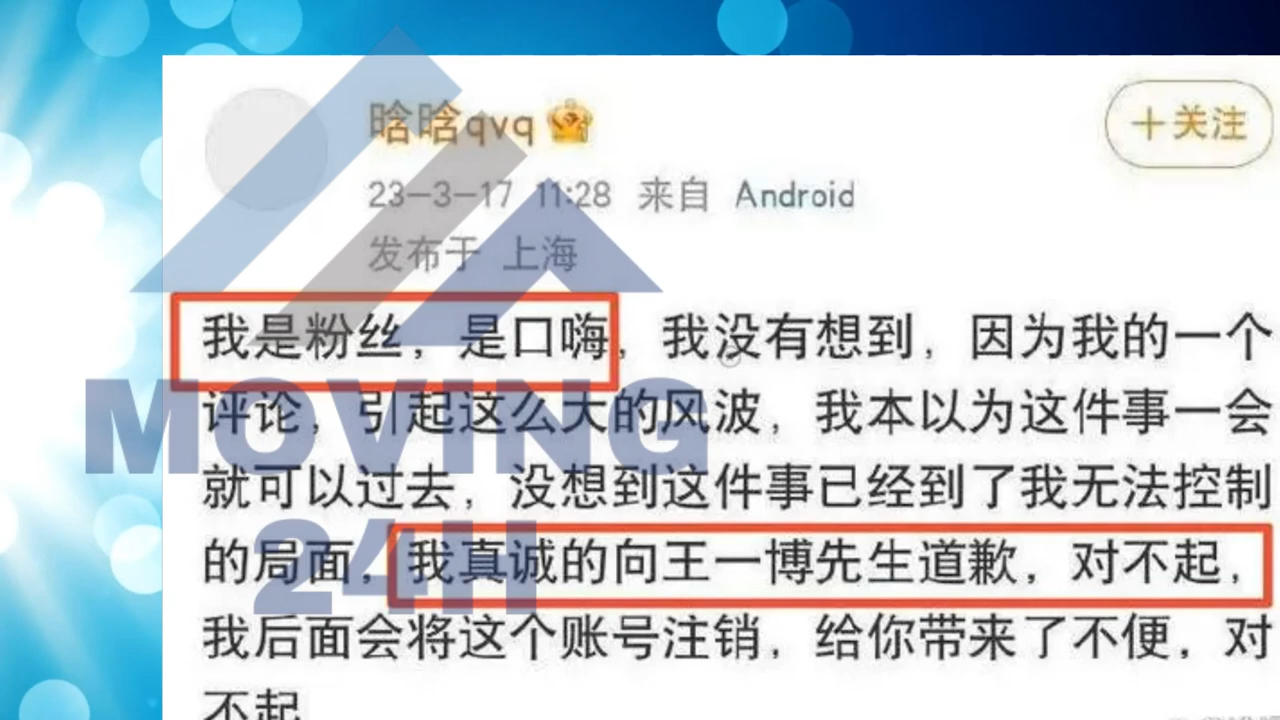 晗晗qvq
十关注
23-3-17 11:28 来自 Android
发布于 上海
我是粉丝，是口嗨，我没有想到，因为我的一个
评论，引起这么大的风波，我本以为这件事一会
就可以过去，没想到这件事已经到了我无法控制
的局面，我真诚的向王一博先生道歉，对不起，
我后面会将这个账号注销，给你带来了不便，对
不起
MOVING
24H